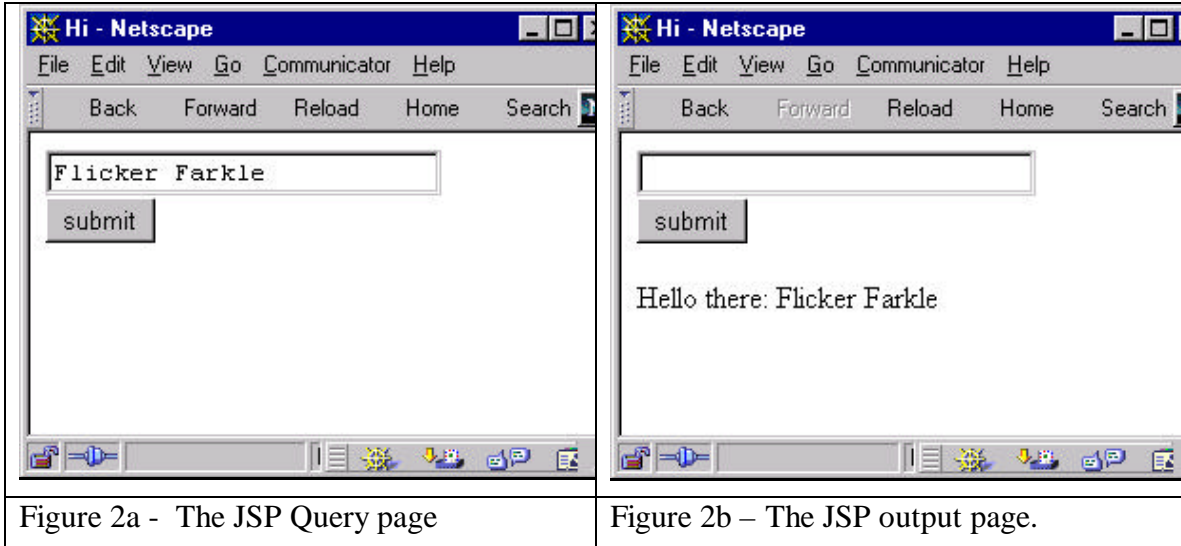 Hi - Netscape
File Edit View Go Communicator Help
Back Forward Reload Home Search
Flicker Farkle
submit
Figure 2a - The JSP Query page
Hi - Netscape
File Edit View Go Communicator Help
Back Forward Reload Home Search
submit
Hello there: Flicker Farkle
Figure 2b – The JSP output page.